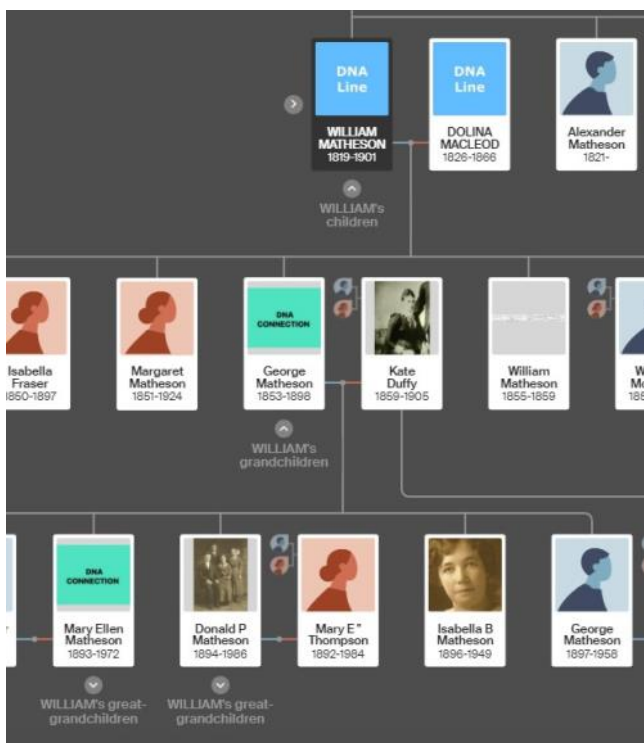 DNA
Line
WILLIAM
MATHESON
1819-1901
DNA
Line
DOLINA
MACLEOD
1826-1866
Alexander
Matheson
1821-
WILLIAM's
children
Isabella
Fraser
1850-1897
Margaret
Matheson
1851-1924
DNA
CONNECTION
George
Matheson
1853-1898
Kate
Duffy
1859-1905
William
Matheson
1855-1859
WILLIAM's
grandchildren
DNA
CONNECTION
Mary Ellen
Matheson
1893-1972
Donald P
Matheson
1894-1986
Mary E"
Thompson
1892-1984
Isabella B
Matheson
1896-1949
George
Matheson
1897-1958
WILLIAM's great-
grandchildren
WILLIAM's great-
grandchildren